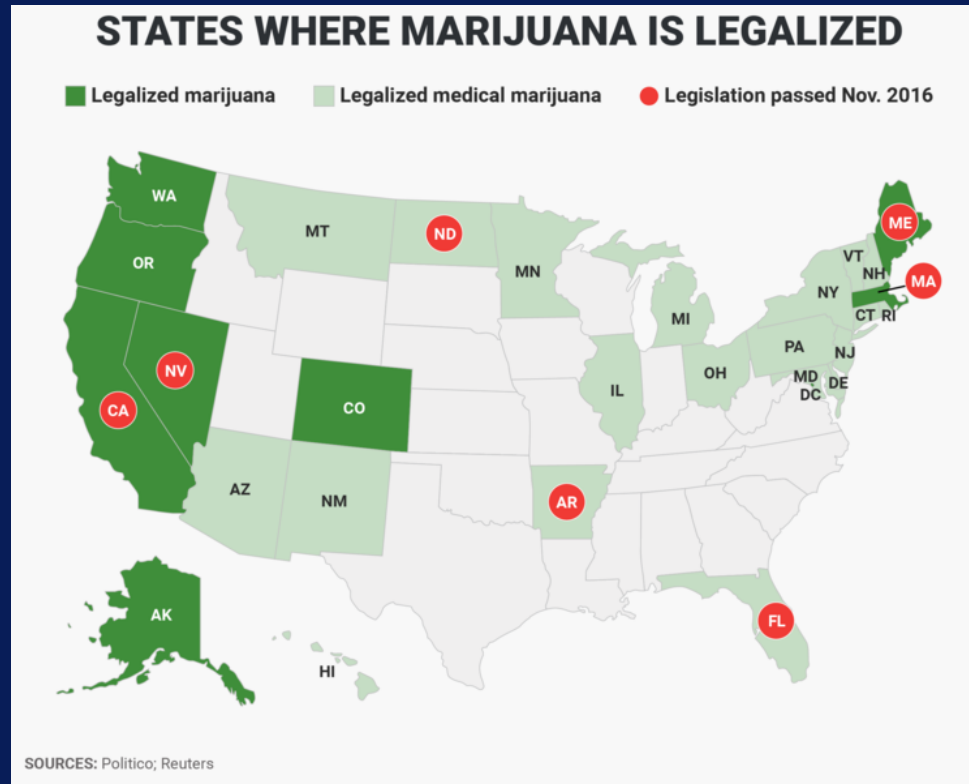 STATES WHERE MARIJUANA IS LEGALIZED
Legalized marijuana Legalized medical marijuana Legislation passed Nov. 2016
WA
OR
MT
ND
MN
ME
VT
NH
MA
NY
CT RI
MI
PA
NJ
NV
CO
IL
OH
MD
DE
DC
CA
AZ
NM
AR
AK
FL
HI
SOURCES: Politico; Reuters